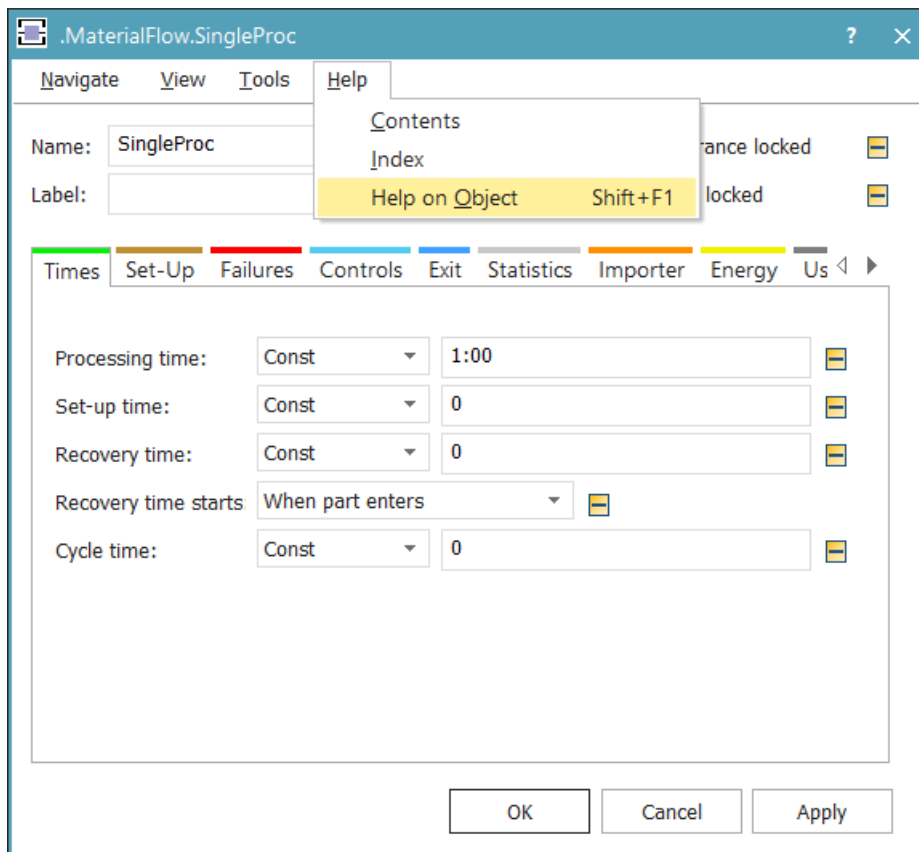 .MaterialFlow.SingleProc ?
Navigate View Tools Help
Contents
Name: SingleProc Index rance locked
Label: Help on Object Shift+F1 locked
Times Set-Up Failures Controls Exit Statistics Importer Energy Us
Processing time: Const 1:00
Set-up time: Const 0
Recovery time: Const 0
Recovery time starts When part enters
Cycle time: Const 0
OK Cancel Apply